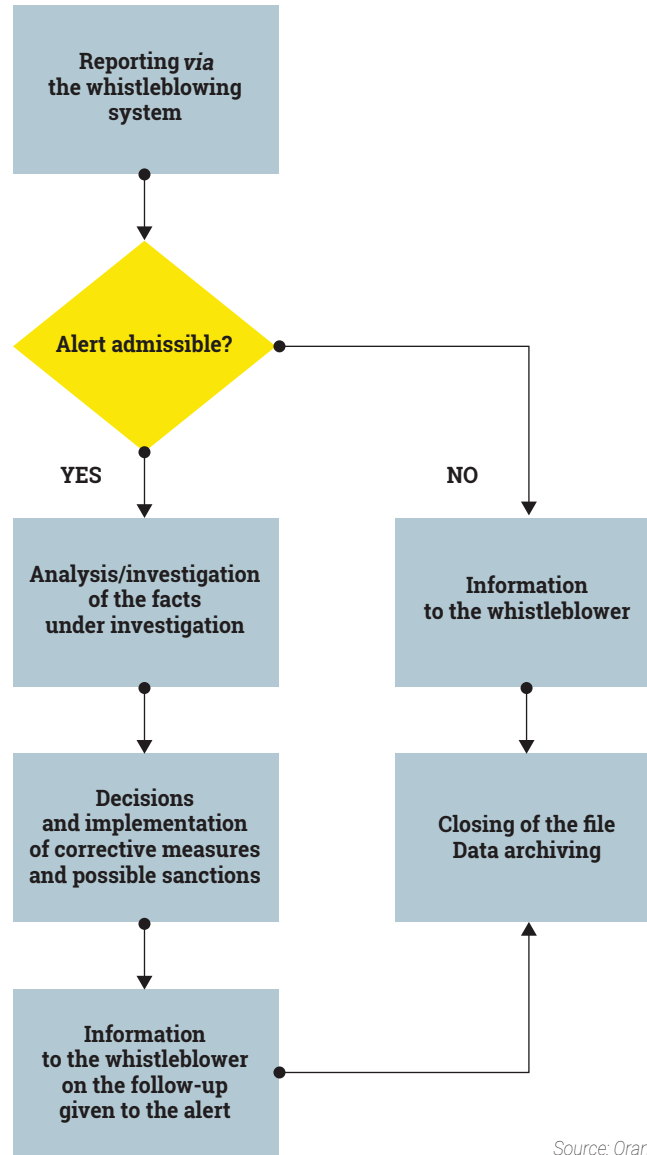 Reporting via
the whistleblowing
system
Alert admissible?
YES
NO
Analysis/investigation
of the facts
under investigation
Information
to the whistleblower
Decisions
and implementation
of corrective measures
and possible sanctions
Closing of the file
Data archiving
Information
to the whistleblower
on the follow-up
given to the alert
Source: